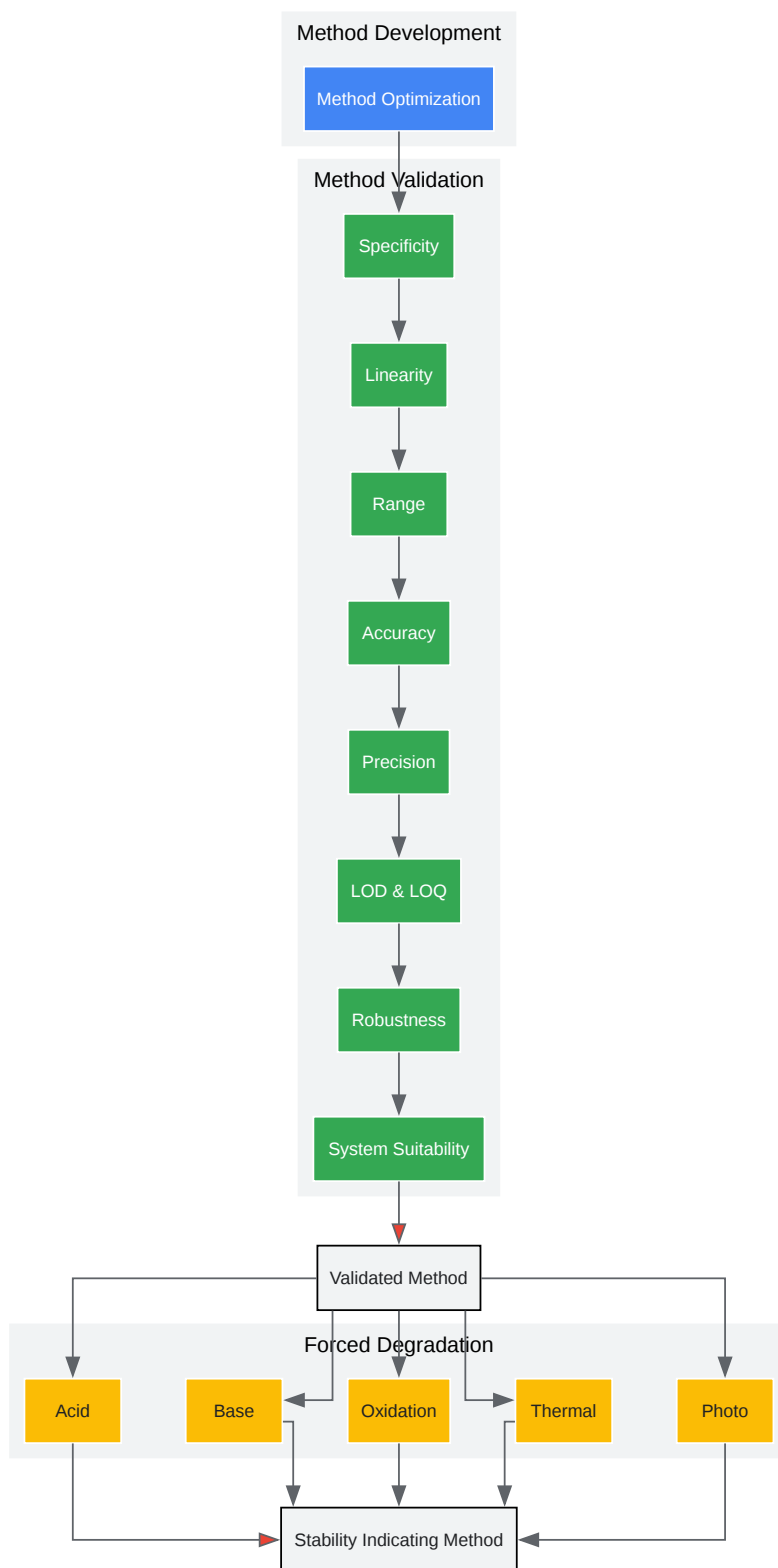 Method Development
Method Optimization
Method Validation
Specificity
Linearity
Range
Accuracy
Precision
LOD & LOQ
Robustness
System Suitability
Validated Method
Forced Degradation
Acid
Base
Oxidation
Thermal
Photo
Stability Indicating Method